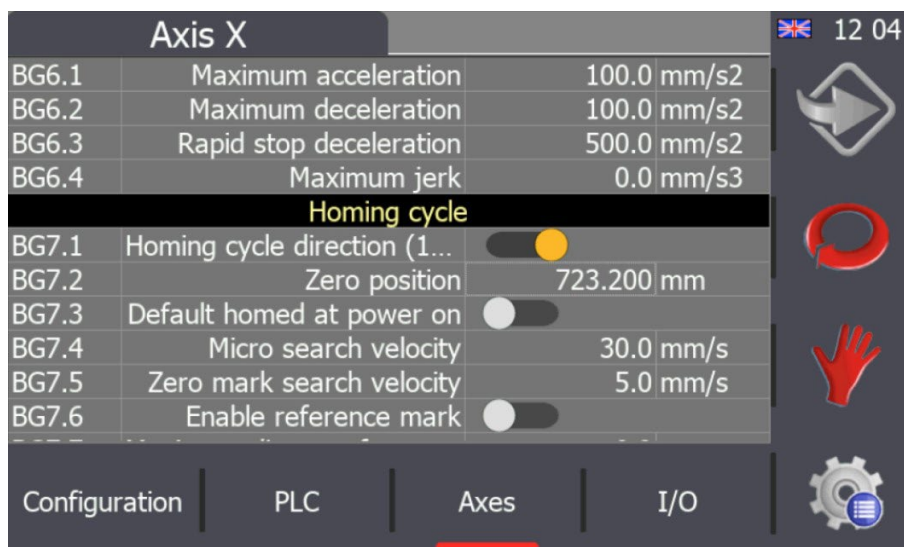 Axis X
12 04
BG6.1 Maximum acceleration 100.0 mm/s2
BG6.2 Maximum deceleration 100.0 mm/s2
BG6.3 Rapid stop deceleration 500.0 mm/s2
BG6.4 Maximum jerk 0.0 mm/s3
Homing cycle
BG7.1 Homing cycle direction (1...
BG7.2 Zero position 723.200 mm
BG7.3 Default homed at power on
BG7.4 Micro search velocity 30.0 mm/s
BG7.5 Zero mark search velocity 5.0 mm/s
BG7.6 Enable reference mark
Configuration PLC Axes I/O